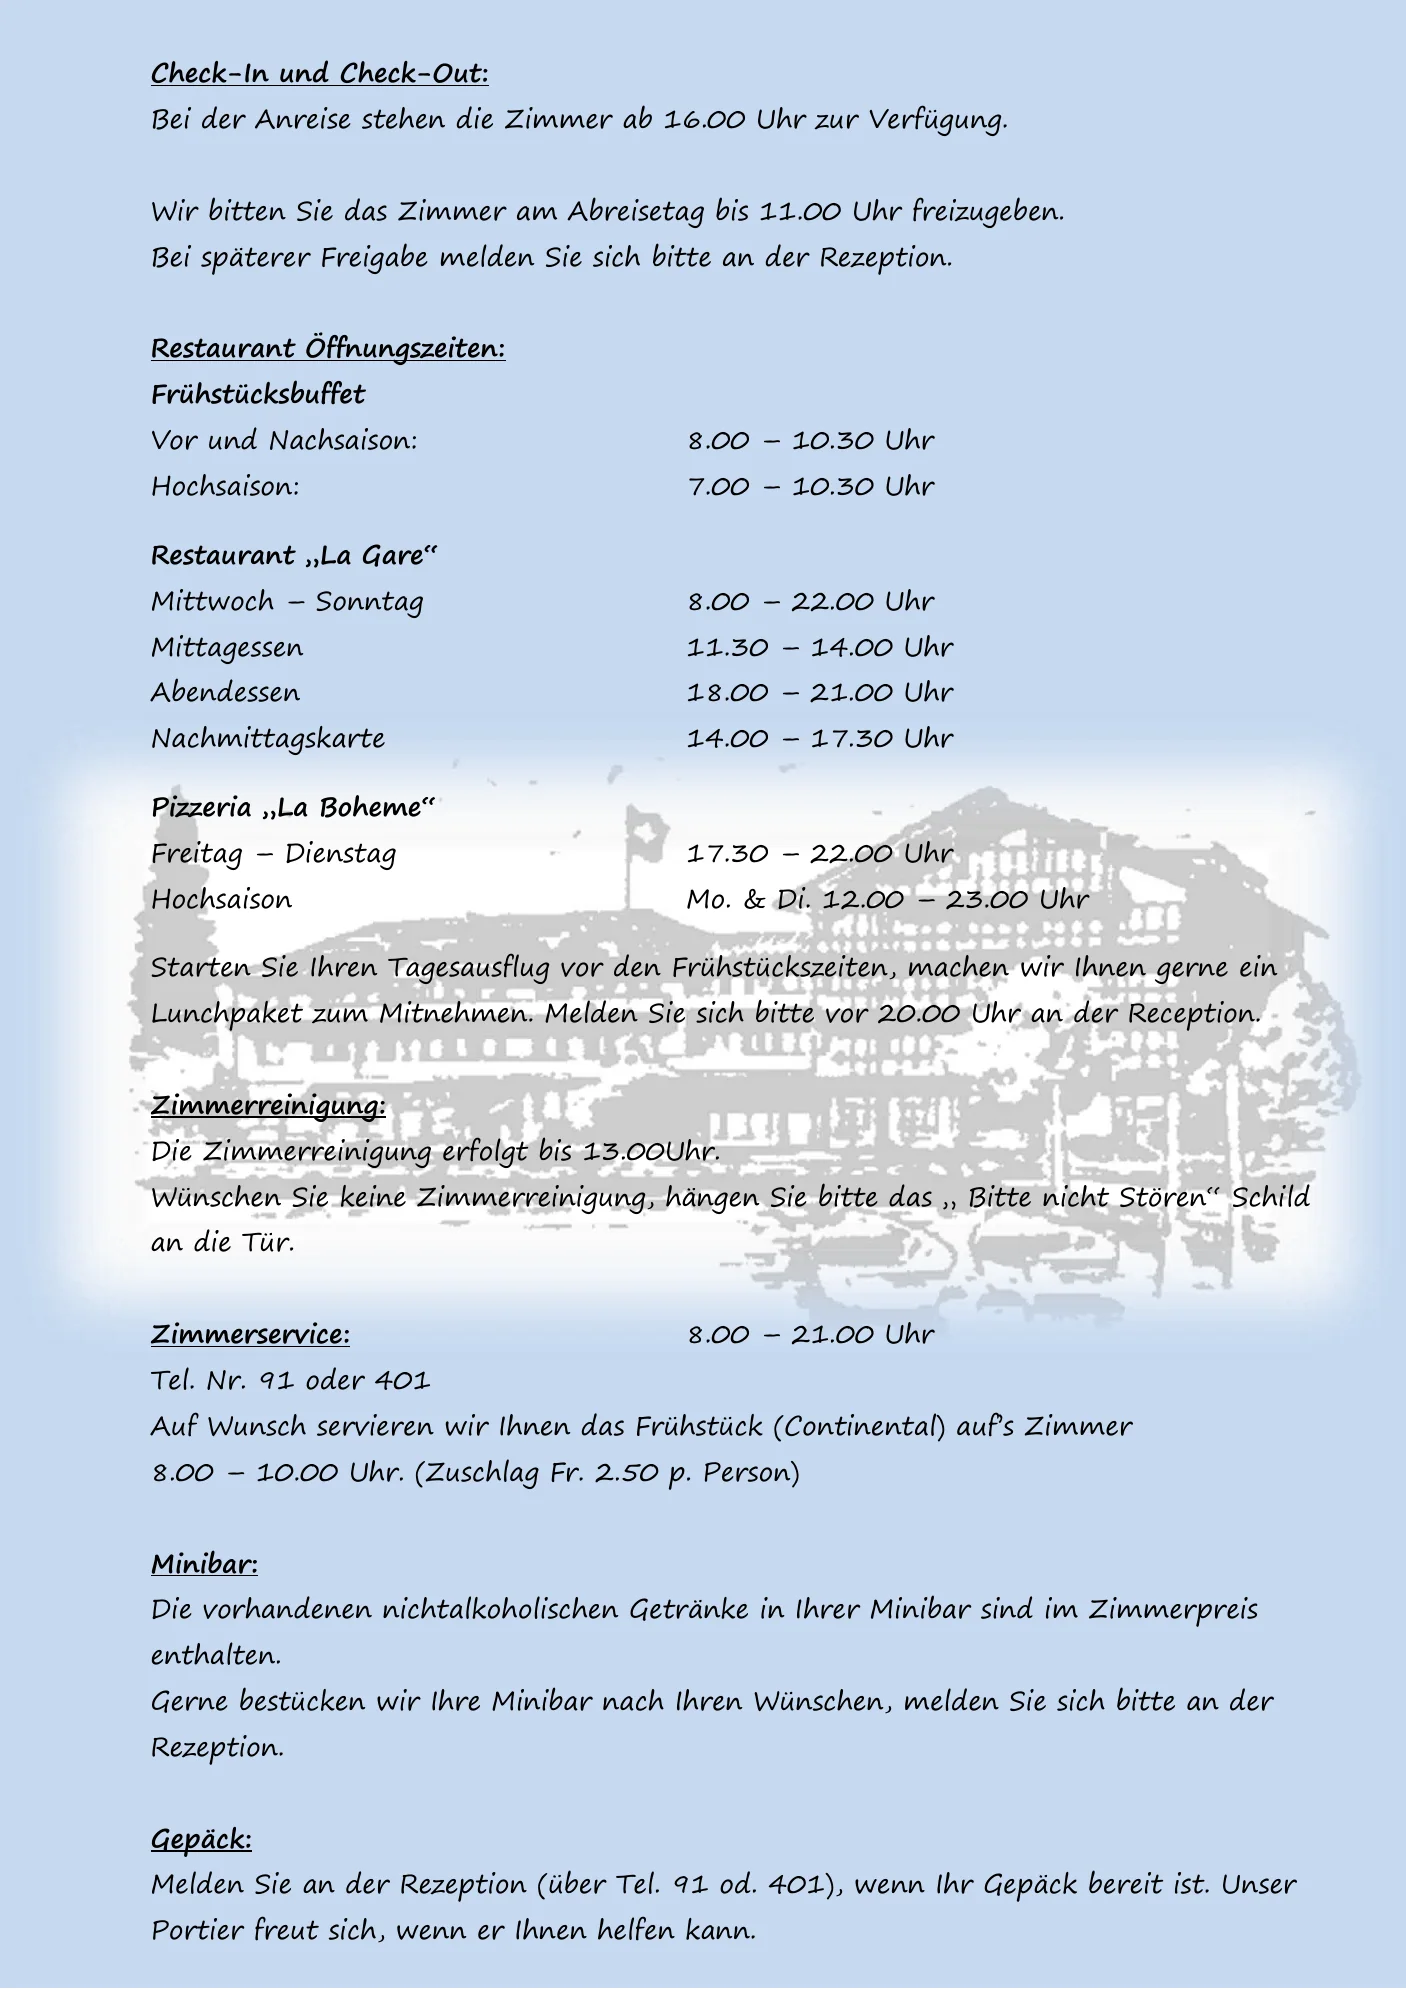 Check-In und Check-Out:
Bei der Anreise stehen die Zimmer ab 16.00 Uhr zur Verfügung.
Wir bitten Sie das Zimmer am Abreisetag bis 11.00 Uhr freizugeben.
Bei späterer Freigabe melden Sie sich bitte an der Rezeption.
Restaurant Öffnungszeiten:
Frühstücksbuffet
Vor und Nachsaison: 8.00 – 10.30 Uhr
Hochsaison: 7.00 – 10.30 Uhr
Restaurant „La Gare“
Mittwoch – Sonntag 8.00 – 22.00 Uhr
Mittagessen 11.30 – 14.00 Uhr
Abendessen 18.00 – 21.00 Uhr
Nachmittagskarte 14.00 – 17.30 Uhr
Pizzeria „La Boheme“
Freitag – Dienstag 17.30 – 22.00 Uhr
Hochsaison Mo. & Di. 12.00 – 23.00 Uhr
Starten Sie Ihren Tagesausflug vor den Frühstückszeiten, machen wir Ihnen gerne ein
Lunchpaket zum Mitnehmen. Melden Sie sich bitte vor 20.00 Uhr an der Reception.
Zimmerreinigung:
Die Zimmerreinigung erfolgt bis 13.00Uhr.
Wünschen Sie keine Zimmerreinigung, hängen Sie bitte das „ Bitte nicht Stören“ Schild
an die Tür.
Zimmerservice: 8.00 – 21.00 Uhr
Tel. Nr. 91 oder 401
Auf Wunsch servieren wir Ihnen das Frühstück (Continental) auf's Zimmer
8.00 – 10.00 Uhr. (Zuschlag Fr. 2.50 p. Person)
Minibar:
Die vorhandenen nichtalkoholischen Getränke in Ihrer Minibar sind im Zimmerpreis
enthalten.
Gerne bestücken wir Ihre Minibar nach Ihren Wünschen, melden Sie sich bitte an der
Rezeption.
Gepäck:
Melden Sie an der Rezeption (über Tel. 91 od. 401), wenn Ihr Gepäck bereit ist. Unser
Portier freut sich, wenn er Ihnen helfen kann.